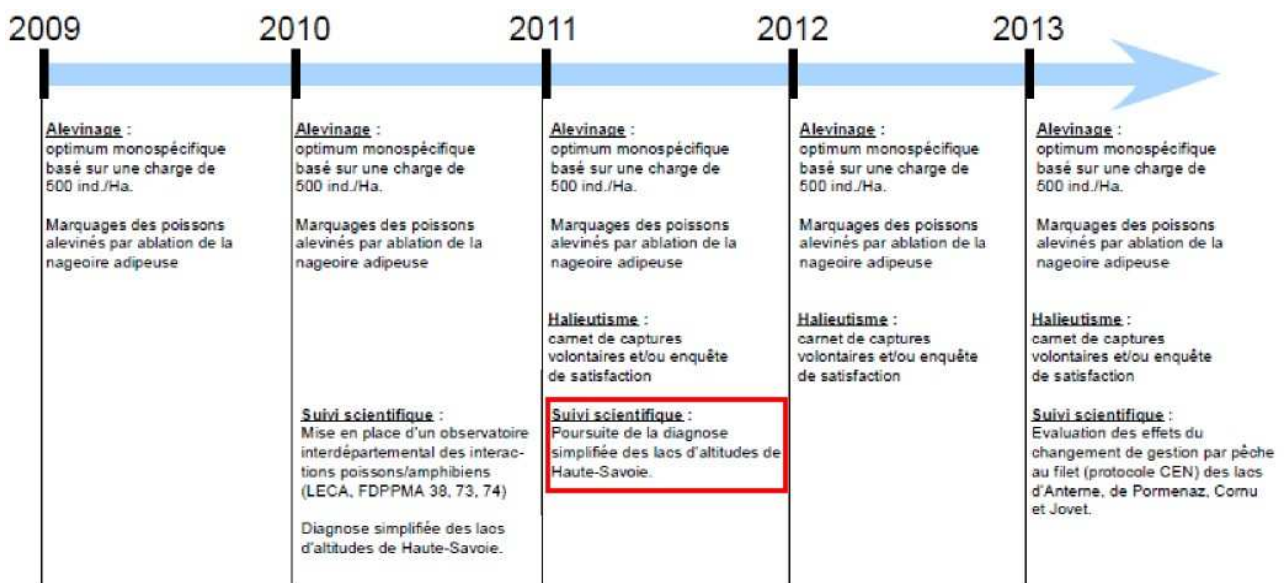 2009
2010
2011
2012
2013
Alevinage :
optimum monospécifique
basé sur une charge de
500 ind./Ha.
Marquages des poissons
alevinés par ablation de la
nageoire adipeuse
Alevinage :
optimum monospécifique
basé sur une charge de
500 ind./Ha.
Marquages des poissons
alevinés par ablation de la
nageoire adipeuse
Suivi scientifique :
Mise en place d'un observatoire
interdépartemental des interac-
tions poissons/amphibiens
(LECA, FDPPMA 38, 73, 74)
Diagnose simplifiée des lacs
d'altitudes de Haute-Savoie.
Alevinage :
optimum monospécifique
basé sur une charge de
500 ind./Ha.
Marquages des poissons
alevinés par ablation de la
nageoire adipeuse
Halieutisme :
carnet de captures
volontaires et/ou enquête
de satisfaction
Suivi scientifique :
Poursuite de la diagnose
simplifiée des lacs d'altitudes de
Haute-Savoie.
Alevinage :
optimum monospécifique
basé sur une charge de
500 ind./Ha.
Marquages des poissons
alevinés par ablation de la
nageoire adipeuse
Halieutisme :
carnet de captures
volontaires et/ou enquête
de satisfaction
Alevinage :
optimum monospécifique
basé sur une charge de
500 ind./Ha.
Marquages des poissons
alevinés par ablation de la
nageoire adipeuse
Halieutisme :
carnet de captures
volontaires et/ou enquête
de satisfaction
Suivi scientifique :
Evaluation des effets du
changement de gestion par pêche
au filet (protocole CEN) des lacs
d'Anterne, de Pormenaz, Cornu
et Jovet.